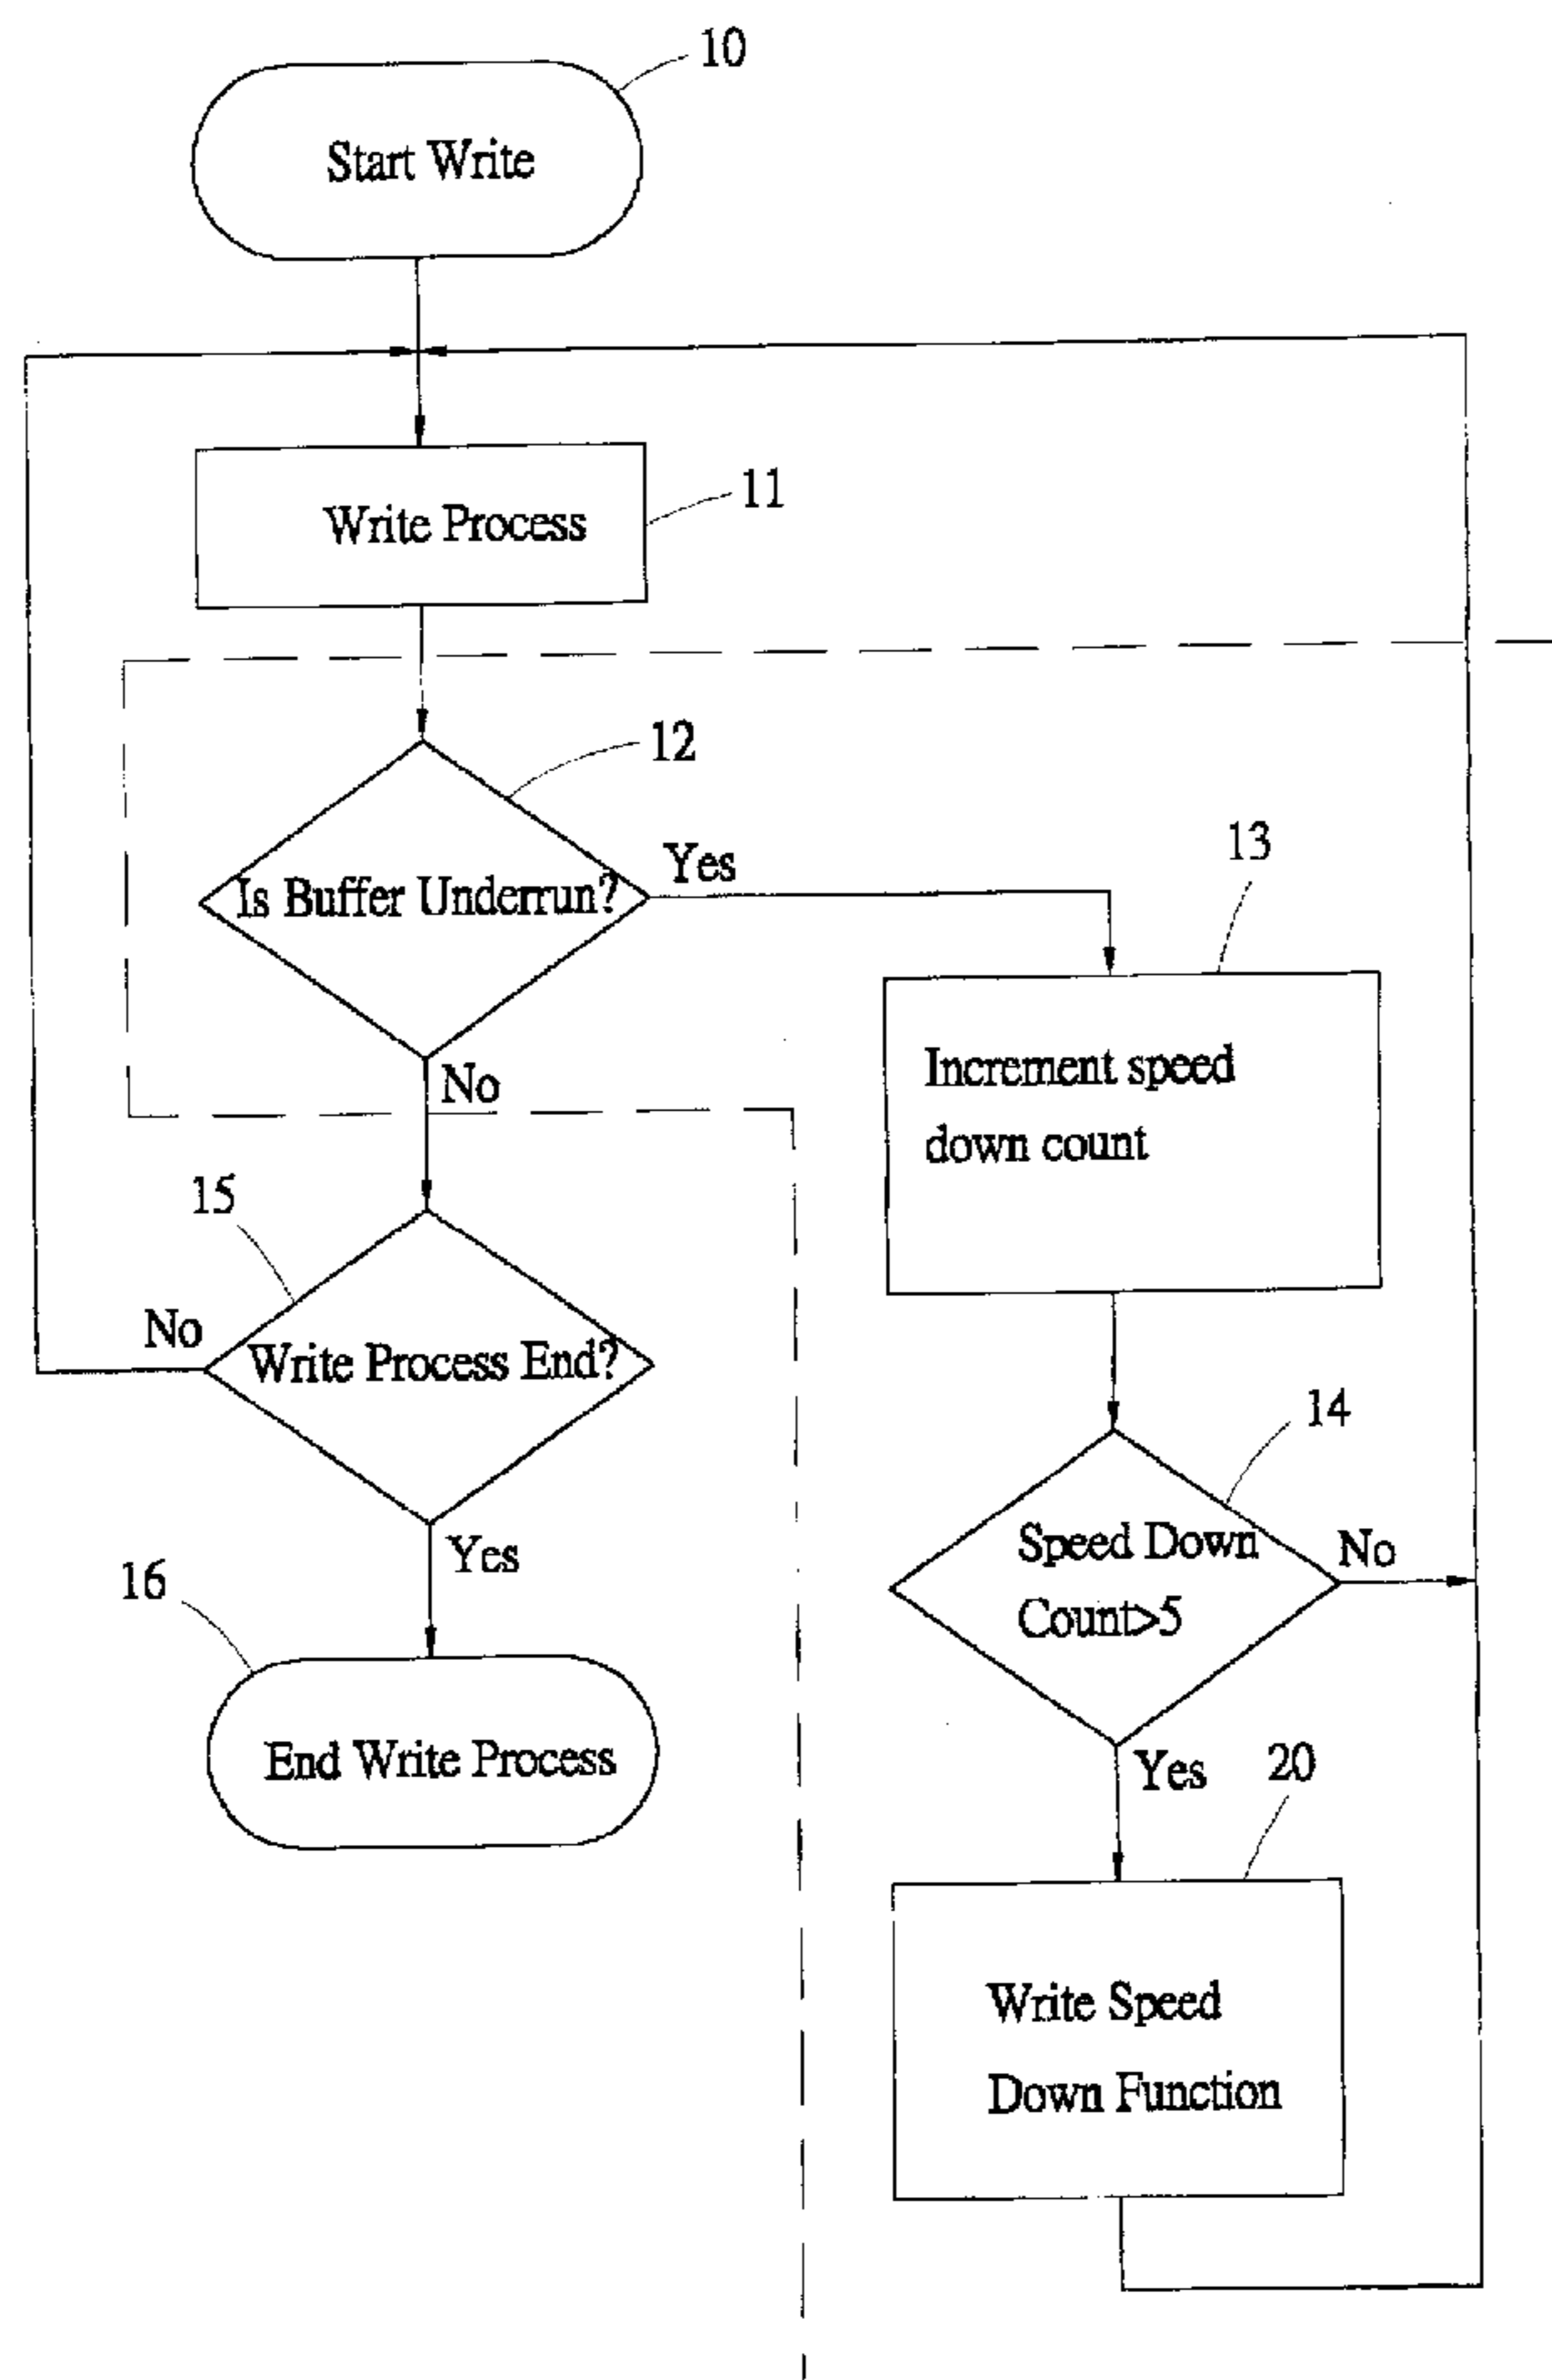 10
Start Write
Write Process
11
12
Is Buffer Underrun?
Yes
No
13
Increment speed
down count
15
No
Write Process End?
Yes
14
Speed Down
Count>5
No
Yes
16
End Write Process
20
Write Speed
Down Function